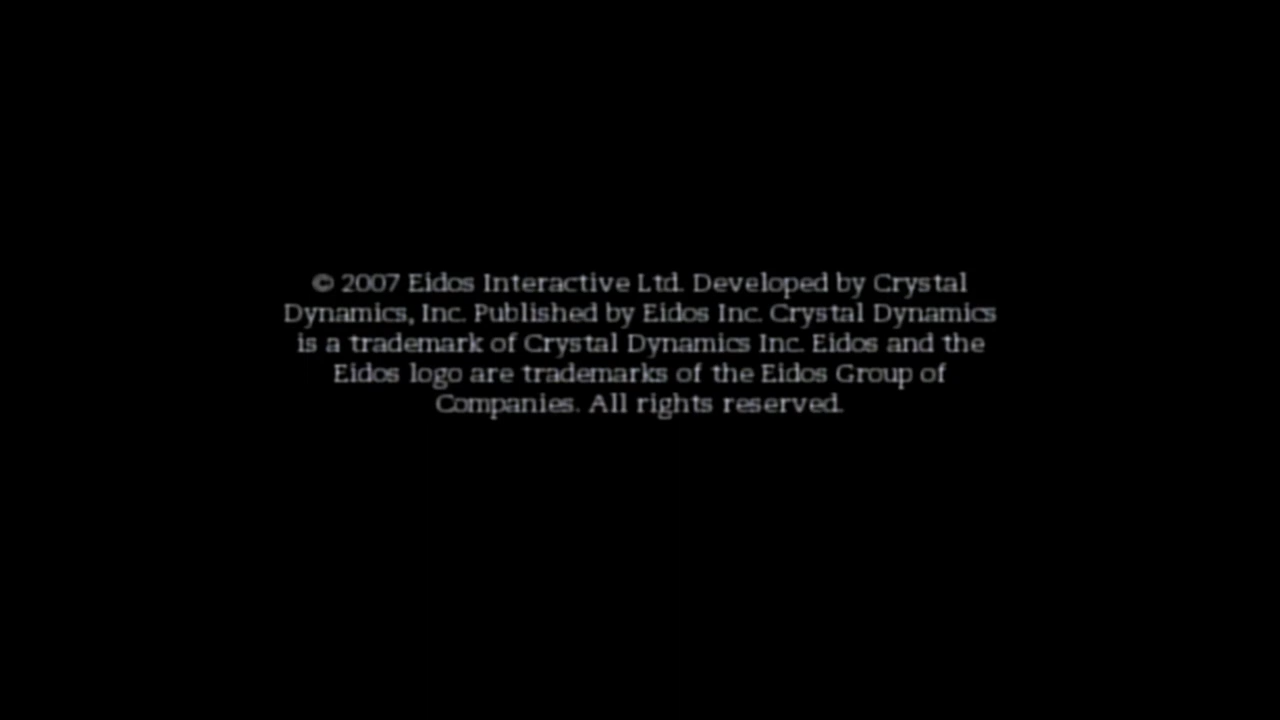 © 2007 Eidos Interactive Ltd. Developed by Crystal
Dynamics, Inc. Published by Eidos Inc. Crystal Dynamics
is a trademark of Crystal Dynamics Inc. Eidos and the
Eidos logo are trademarks of the Eidos Group of
Companies. All rights reserved.